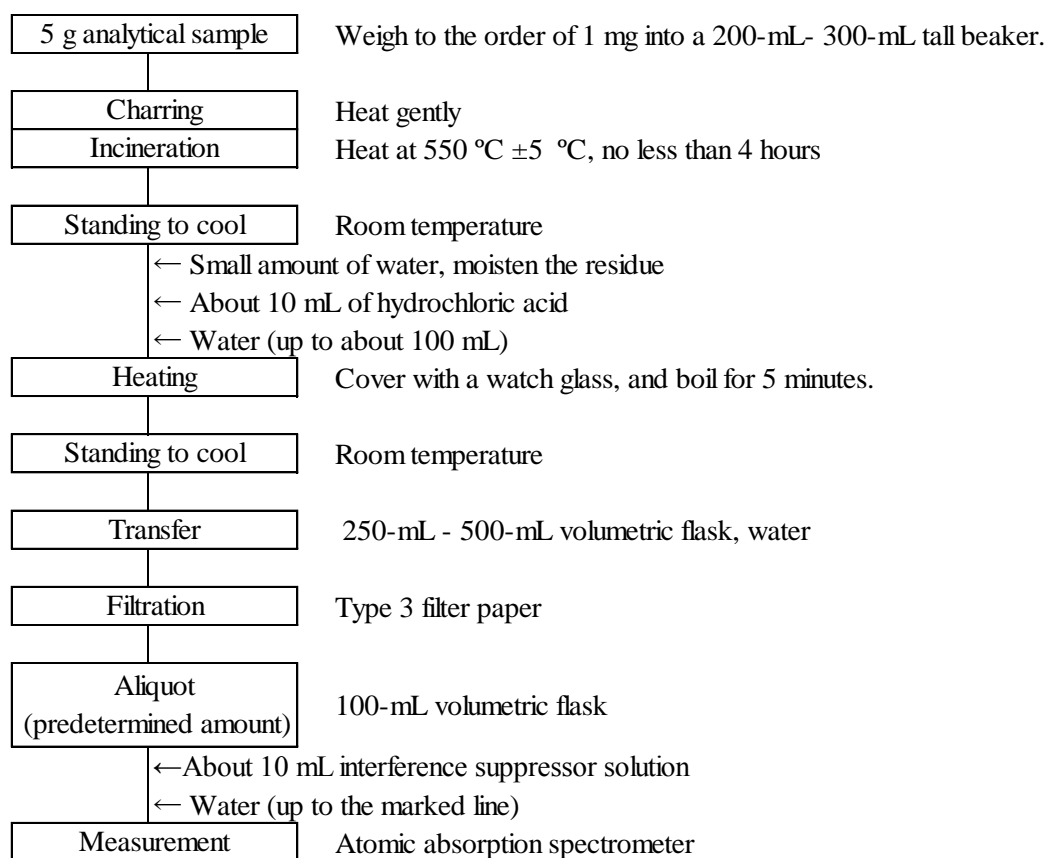 5 g analytical sample Weigh to the order of 1 mg into a 200-mL- 300-mL tall beaker.
Charring Heat gently
Incineration Heat at 550 ºC ±5 ºC, no less than 4 hours
Standing to cool Room temperature
← Small amount of water, moisten the residue
← About 10 mL of hydrochloric acid
← Water (up to about 100 mL)
Heating Cover with a watch glass, and boil for 5 minutes.
Standing to cool Room temperature
Transfer 250-mL - 500-mL volumetric flask, water
Filtration Type 3 filter paper
Aliquot
(predetermined amount) 100-mL volumetric flask
←About 10 mL interference suppressor solution
← Water (up to the marked line)
Measurement Atomic absorption spectrometer